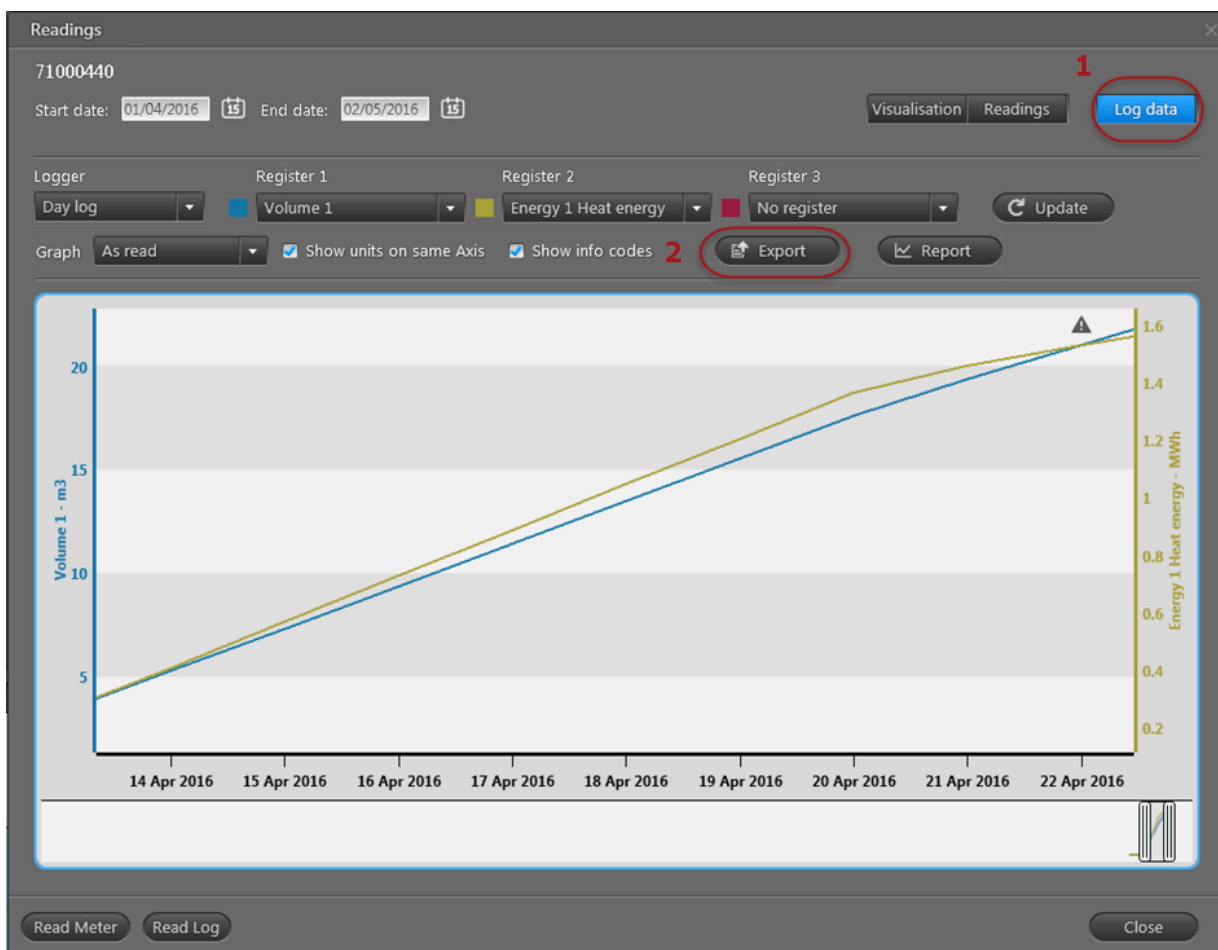 Readings
71000440
1
Start date: 01/04/2016 15 End date: 02/05/2016 15 Visualisation Readings Log data
Logger Register 1 Register 2 Register 3
Day log Volume 1 Energy 1 Heat energy No register Update
Graph As read Show units on same Axis Show info codes 2 Export Report
1.6
20
1.4
1.2
15
1
0.8
10
0.6
5
0.4
0.2
Volume 1 - m3
Energy 1 Heat energy - MWh
14 Apr 2016 15 Apr 2016 16 Apr 2016 17 Apr 2016 18 Apr 2016 19 Apr 2016 20 Apr 2016 21 Apr 2016 22 Apr 2016
Read Meter Read Log Close